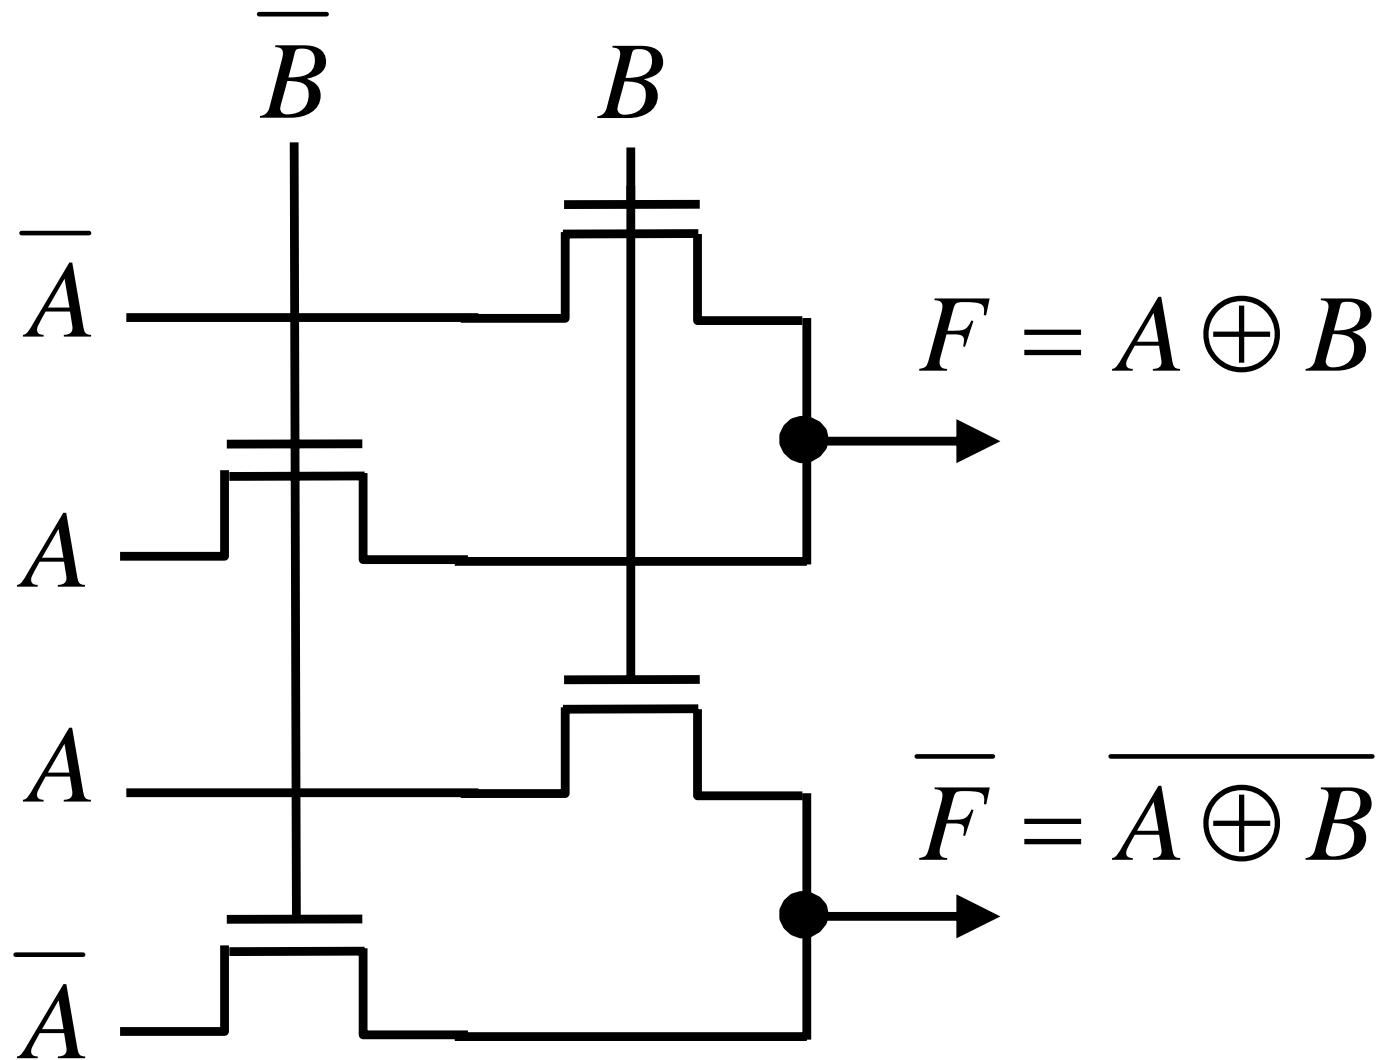 B̅ B
A̅
F = A ⊕ B
A
A
F̅ = \overline{A ⊕ B}
A̅